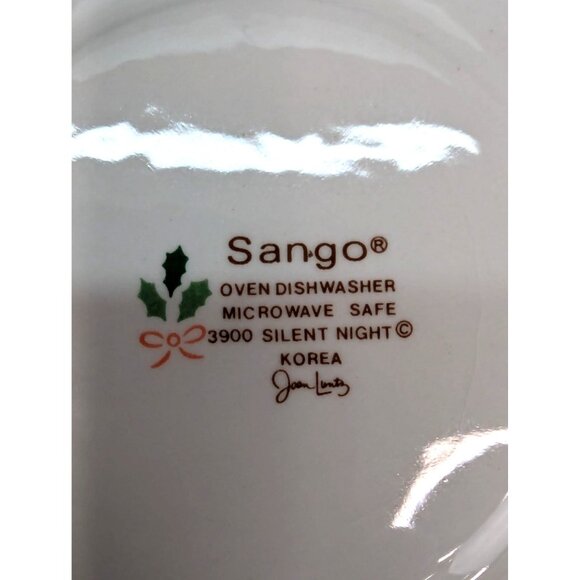 Sango®
OVEN DISHWASHER
MICROWAVE SAFE
3900 SILENT NIGHT©
KOREA
Joan Luntz